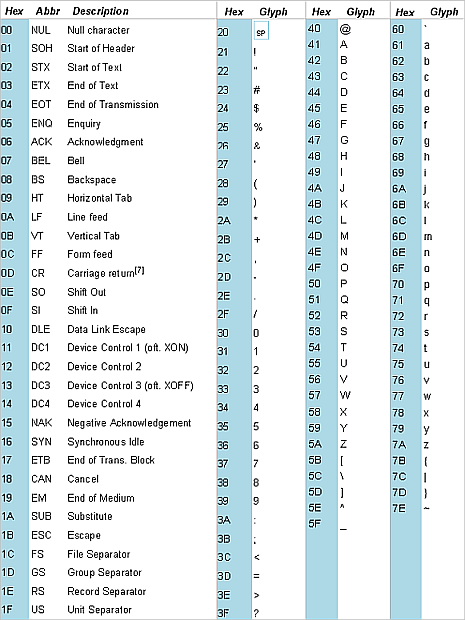 Hex Abbr Description
00 NUL Null character
01 SOH Start of Header
02 STX Start of Text
03 ETX End of Text
04 EOT End of Transmission
05 ENQ Enquiry
06 ACK Acknowledgment
07 BEL Bell
08 BS Backspace
09 HT Horizontal Tab
0A LF Line feed
0B VT Vertical Tab
0C FF Form feed
0D CR Carriage return[7]
0E SO Shift Out
0F SI Shift In
10 DLE Data Link Escape
11 DC1 Device Control 1 (oft. XON)
12 DC2 Device Control 2
13 DC3 Device Control 3 (oft. XOFF)
14 DC4 Device Control 4
15 NAK Negative Acknowledgement
16 SYN Synchronous Idle
17 ETB End of Trans. Block
18 CAN Cancel
19 EM End of Medium
1A SUB Substitute
1B ESC Escape
1C FS File Separator
1D GS Group Separator
1E RS Record Separator
1F US Unit Separator
Hex Glyph
20 SP
21 !
22 "
23 #
24 $
25 %
26 &
27 '
28 (
29 )
2A *
2B +
2C ,
2D -
2E .
2F /
30 0
31 1
32 2
33 3
34 4
35 5
36 6
37 7
38 8
39 9
3A :
3B ;
3C <
3D =
3E >
3F ?
Hex Glyph
40 @
41 A
42 B
43 C
44 D
45 E
46 F
47 G
48 H
49 I
4A J
4B K
4C L
4D M
4E N
4F O
50 P
51 Q
52 R
53 S
54 T
55 U
56 V
57 W
58 X
59 Y
5A Z
5B [
5C \
5D ]
5E ^
5F _
Hex Glyph
60 `
61 a
62 b
63 c
64 d
65 e
66 f
67 g
68 h
69 i
6A j
6B k
6C l
6D m
6E n
6F o
70 p
71 q
72 r
73 s
74 t
75 u
76 v
77 w
78 x
79 y
7A z
7B {
7C |
7D }
7E ~